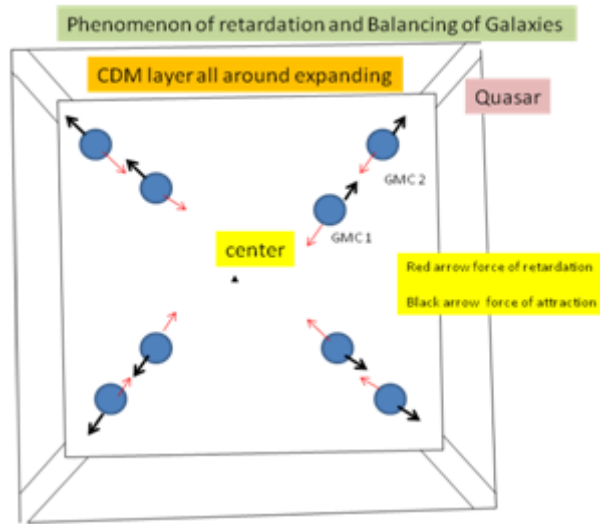 Phenomenon of retardation and Balancing of Galaxies
CDM layer all around expanding
Quasar
GMC 2
GMC 1
center
Red arrow force of retardation
Black arrow force of attraction